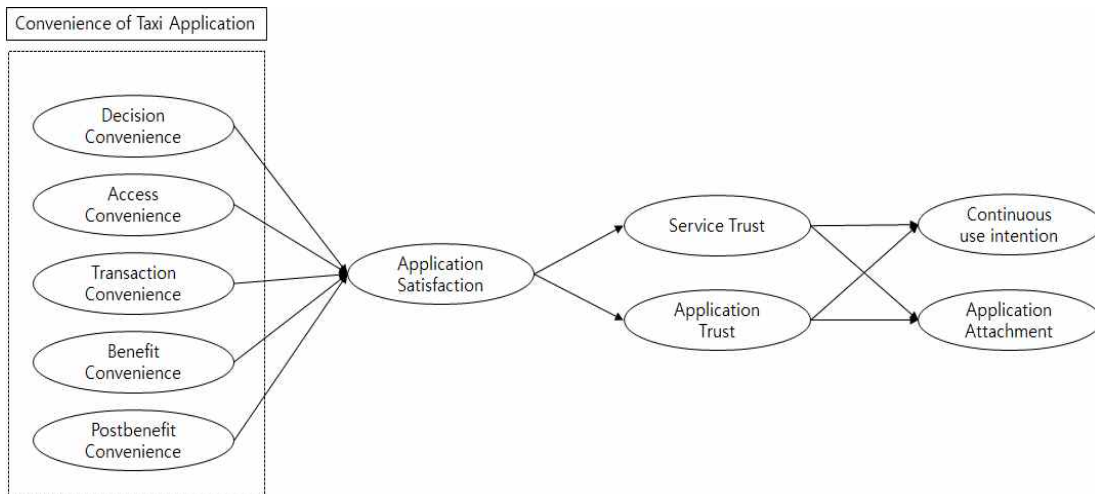 Convenience of Taxi Application
Decision
Convenience
Access
Convenience
Transaction
Convenience
Benefit
Convenience
Postbenefit
Convenience
Application
Satisfaction
Service Trust
Application
Trust
Continuous
use intention
Application
Attachment